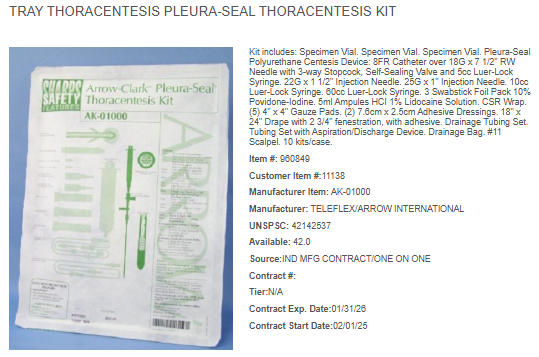 TRAY THORACENTESIS PLEURA-SEAL THORACENTESIS KIT
SHARPS
SAFETY
FEATURES
Arrow-Clark™ Pleura-Seal®
Thoracentesis Kit
AK-01000
ARROW
Kit includes: Specimen Vial. Specimen Vial. Specimen Vial. Pleura-Seal
Polyurethane Centesis Device: 8FR Catheter over 18G x 7 1/2" RW
Needle with 3-way Stopcock, Self-Sealing Valve and 5cc Luer-Lock
Syringe. 22G x 1 1/2" Injection Needle. 25G x 1" Injection Needle. 10cc
Luer-Lock Syringe. 60cc Luer-Lock Syringe. 3 Swabstick Foil Pack 10%
Povidone-Iodine. 5ml Ampules HCl 1% Lidocaine Solution. CSR Wrap.
(5) 4" x 4" Gauze Pads. (2) 7.6cm x 2.5cm Adhesive Dressings. 18" x
24" Drape with 2 3/4" fenestration, with adhesive. Drainage Tubing Set.
Tubing Set with Aspiration/Discharge Device. Drainage Bag. #11
Scalpel. 10 kits/case.
Item #: 960849
Customer Item #:11138
Manufacturer Item: AK-01000
Manufacturer: TELEFLEX/ARROW INTERNATIONAL
UNSPSC: 42142537
Available: 42.0
Source:IND MFG CONTRACT/ONE ON ONE
Contract #:
Tier:N/A
Contract Exp. Date:01/31/26
Contract Start Date:02/01/25